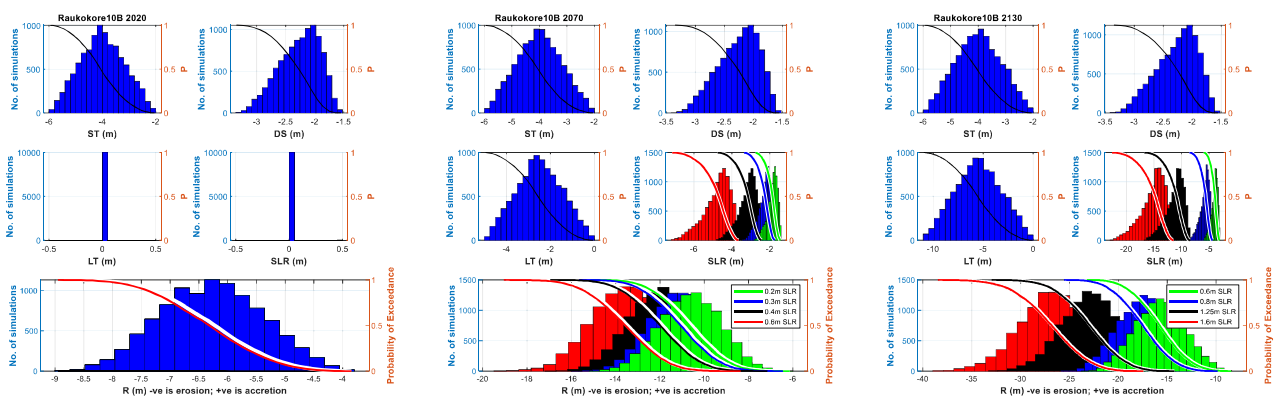 Raukokore10B 2020
No. of simulations
1000
500
0
-6
-4
-2
ST (m)
1
0.5
0
P
No. of simulations
1000
500
0
-3
-2.5
-2
-1.5
DS (m)
1
0.5
0
P
No. of simulations
10000
5000
0
-0.5
0
0.5
LT (m)
1
0.5
0
P
No. of simulations
10000
5000
0
-0.5
0
0.5
SLR (m)
1
0.5
0
P
No. of simulations
1000
500
0
-9
-8
-7
-6
-5
-4
R (m) -ve is erosion; +ve is accretion
1
0.5
0
Probability of Exceedance
Raukokore10B 2070
No. of simulations
1000
500
0
-6
-5
-4
-3
-2
ST (m)
1
0.5
0
P
No. of simulations
1000
500
0
-3.5
-3
-2.5
-2
-1.5
DS (m)
1
0.5
0
P
No. of simulations
1000
500
0
-4
-2
0
LT (m)
1
0.5
0
P
No. of simulations
1500
1000
500
0
-6
-4
-2
SLR (m)
1
0.5
0
P
No. of simulations
1500
1000
500
0
-20
-18
-16
-14
-12
-10
-8
-6
R (m) -ve is erosion; +ve is accretion
0.2m SLR
0.3m SLR
0.4m SLR
0.6m SLR
1
0.5
0
Probability of Exceedance
Raukokore10B 2130
No. of simulations
1000
500
0
-6
-5
-4
-3
-2
ST (m)
1
0.5
0
P
No. of simulations
1000
500
0
-3.5
-3
-2.5
-2
-1.5
DS (m)
1
0.5
0
P
No. of simulations
1000
500
0
-10
-5
0
LT (m)
1
0.5
0
P
No. of simulations
1500
1000
500
0
-20
-15
-10
-5
SLR (m)
1
0.5
0
P
No. of simulations
1500
1000
500
0
-40
-35
-30
-25
-20
-15
-10
R (m) -ve is erosion; +ve is accretion
0.6m SLR
0.8m SLR
1.25m SLR
1.6m SLR
1
0.5
0
Probability of Exceedance